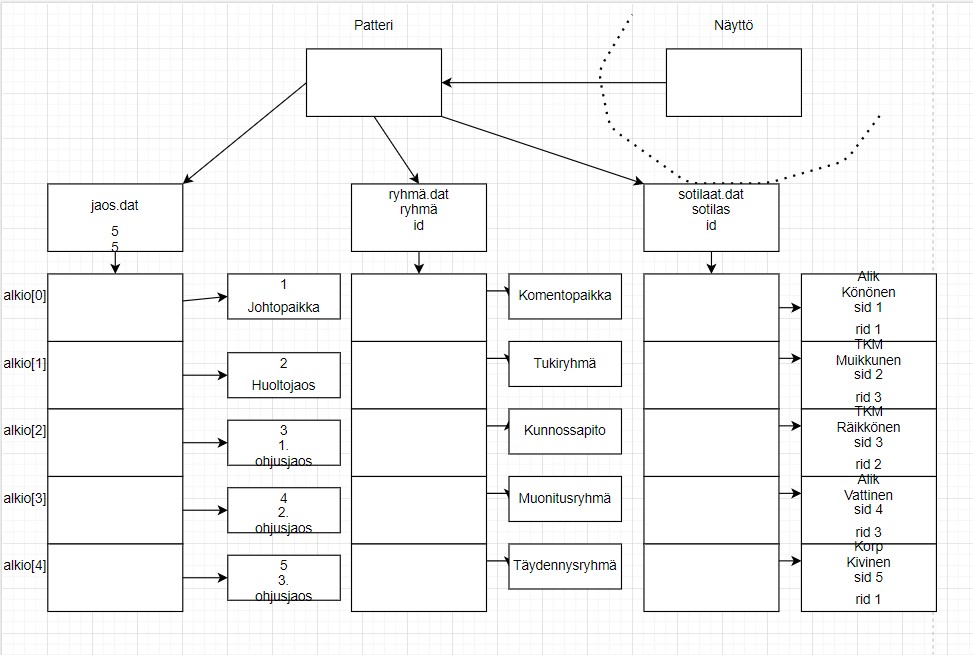 Patteri
Näyttö
jaos.dat
5
5
ryhmä.dat
ryhmä
id
sotilaat.dat
sotilas
id
alkio[0]
alkio[1]
alkio[2]
alkio[3]
alkio[4]
1
Johtopaikka
2
Huoltojaos
3
1.
ohjusjaos
4
2.
ohjusjaos
5
3.
ohjusjaos
Komentopaikka
Tukiryhmä
Kunnossapito
Muonitusryhmä
Täydennysryhmä
Alik
Könönen
sid 1
rid 1
TKM
Muikkunen
sid 2
rid 3
TKM
Räikkönen
sid 3
rid 2
Alik
Vattinen
sid 4
rid 3
Korp
Kivinen
sid 5
rid 1